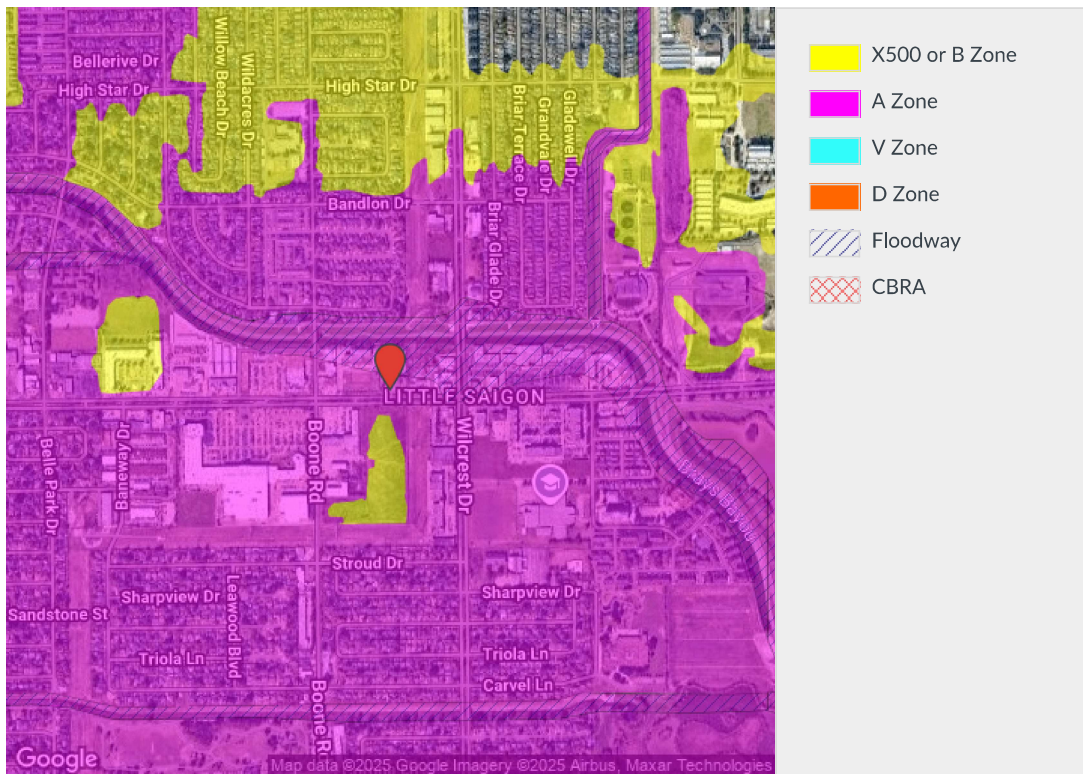 Bellerive Dr
High Star Dr
Willow Beach Dr
Wildacres Dr
High Star Dr
Briar Terrace Dr
Grandvale Dr
Gladewell Dr
Bandlon Dr
Briar Glade Dr
LITTLE SAIGON
Belle Park Dr
Baneway Dr
Boone Rd
Wilcrest Dr
Brays Bayou
Stroud Dr
Sandstone St
Sharpview Dr
Leawood Blvd
Sharpview Dr
Triola Ln
Triola Ln
Carvel Ln
Boone Rd
Google
Map data ©2025 Google Imagery ©2025 Airbus, Maxar Technologies
X500 or B Zone
A Zone
V Zone
D Zone
Floodway
CBRA